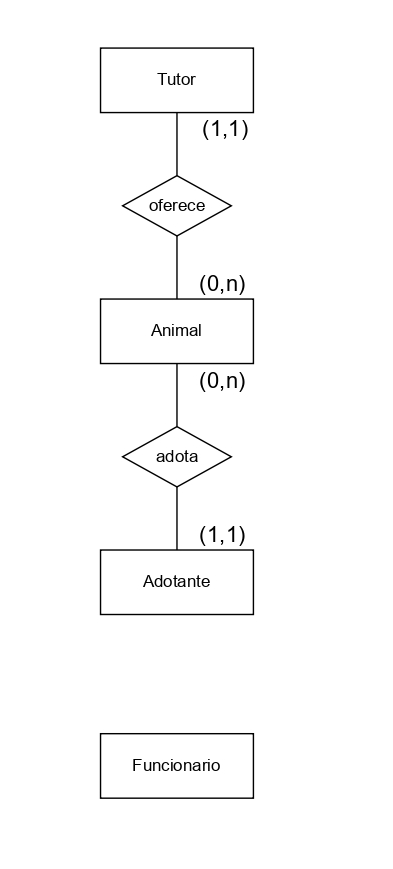 Tutor
(1,1)
oferece
(0,n)
Animal
(0,n)
adota
(1,1)
Adotante
Funcionario